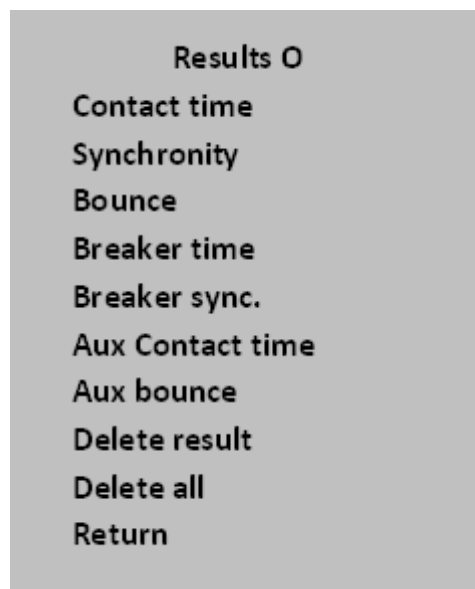 Results O
Contact time
Synchronity
Bounce
Breaker time
Breaker sync.
Aux Contact time
Aux bounce
Delete result
Delete all
Return